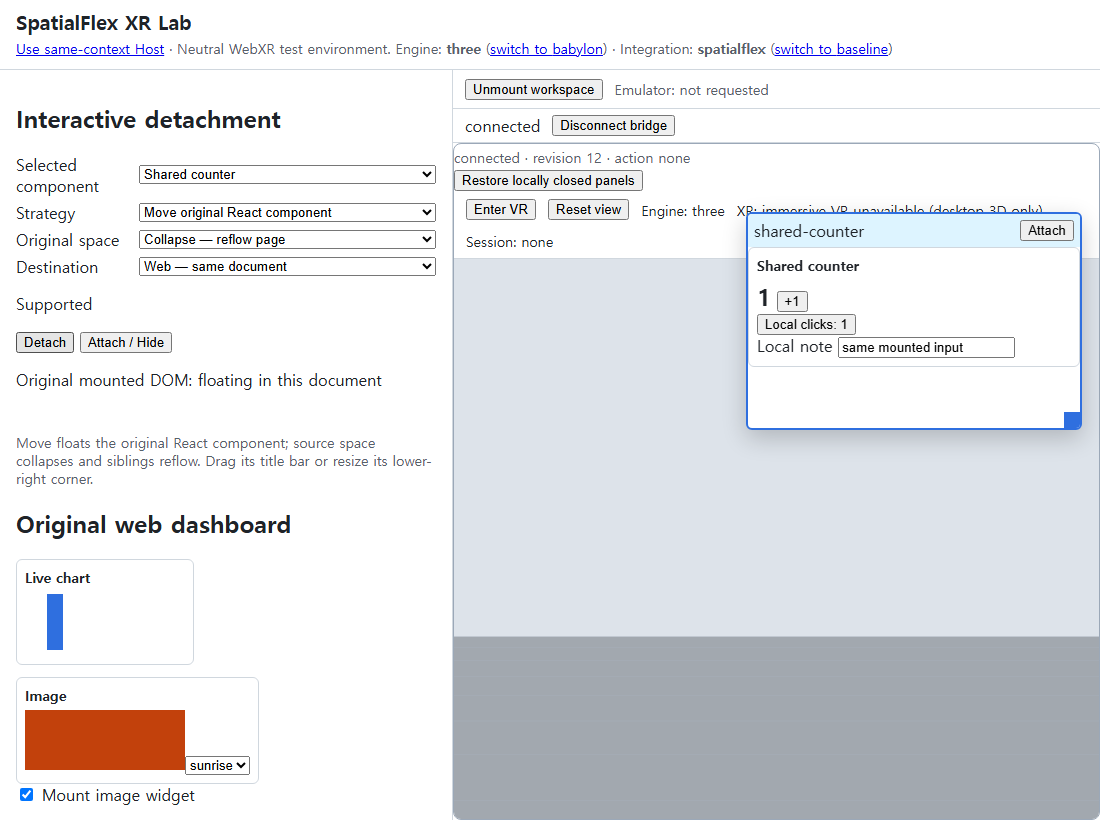 SpatialFlex XR Lab
Use same-context Host · Neutral WebXR test environment. Engine: three (switch to babylon) · Integration: spatialflex (switch to baseline)
Interactive detachment
Selected component
Shared counter
Strategy
Move original React component
Original space
Collapse — reflow page
Destination
Web — same document
Supported
Detach
Attach / Hide
Original mounted DOM: floating in this document
Move floats the original React component; source space
collapses and siblings reflow. Drag its title bar or resize its lower-
right corner.
Original web dashboard
Live chart
Image
sunrise
Mount image widget
Unmount workspace
Emulator: not requested
connected
Disconnect bridge
connected · revision 12 · action none
Restore locally closed panels
Enter VR
Reset view
Engine: three
XR: immersive-VR unavailable (desktop 3D only)
Session: none
shared-counter
Attach
Shared counter
1
+1
Local clicks: 1
Local note
same mounted input